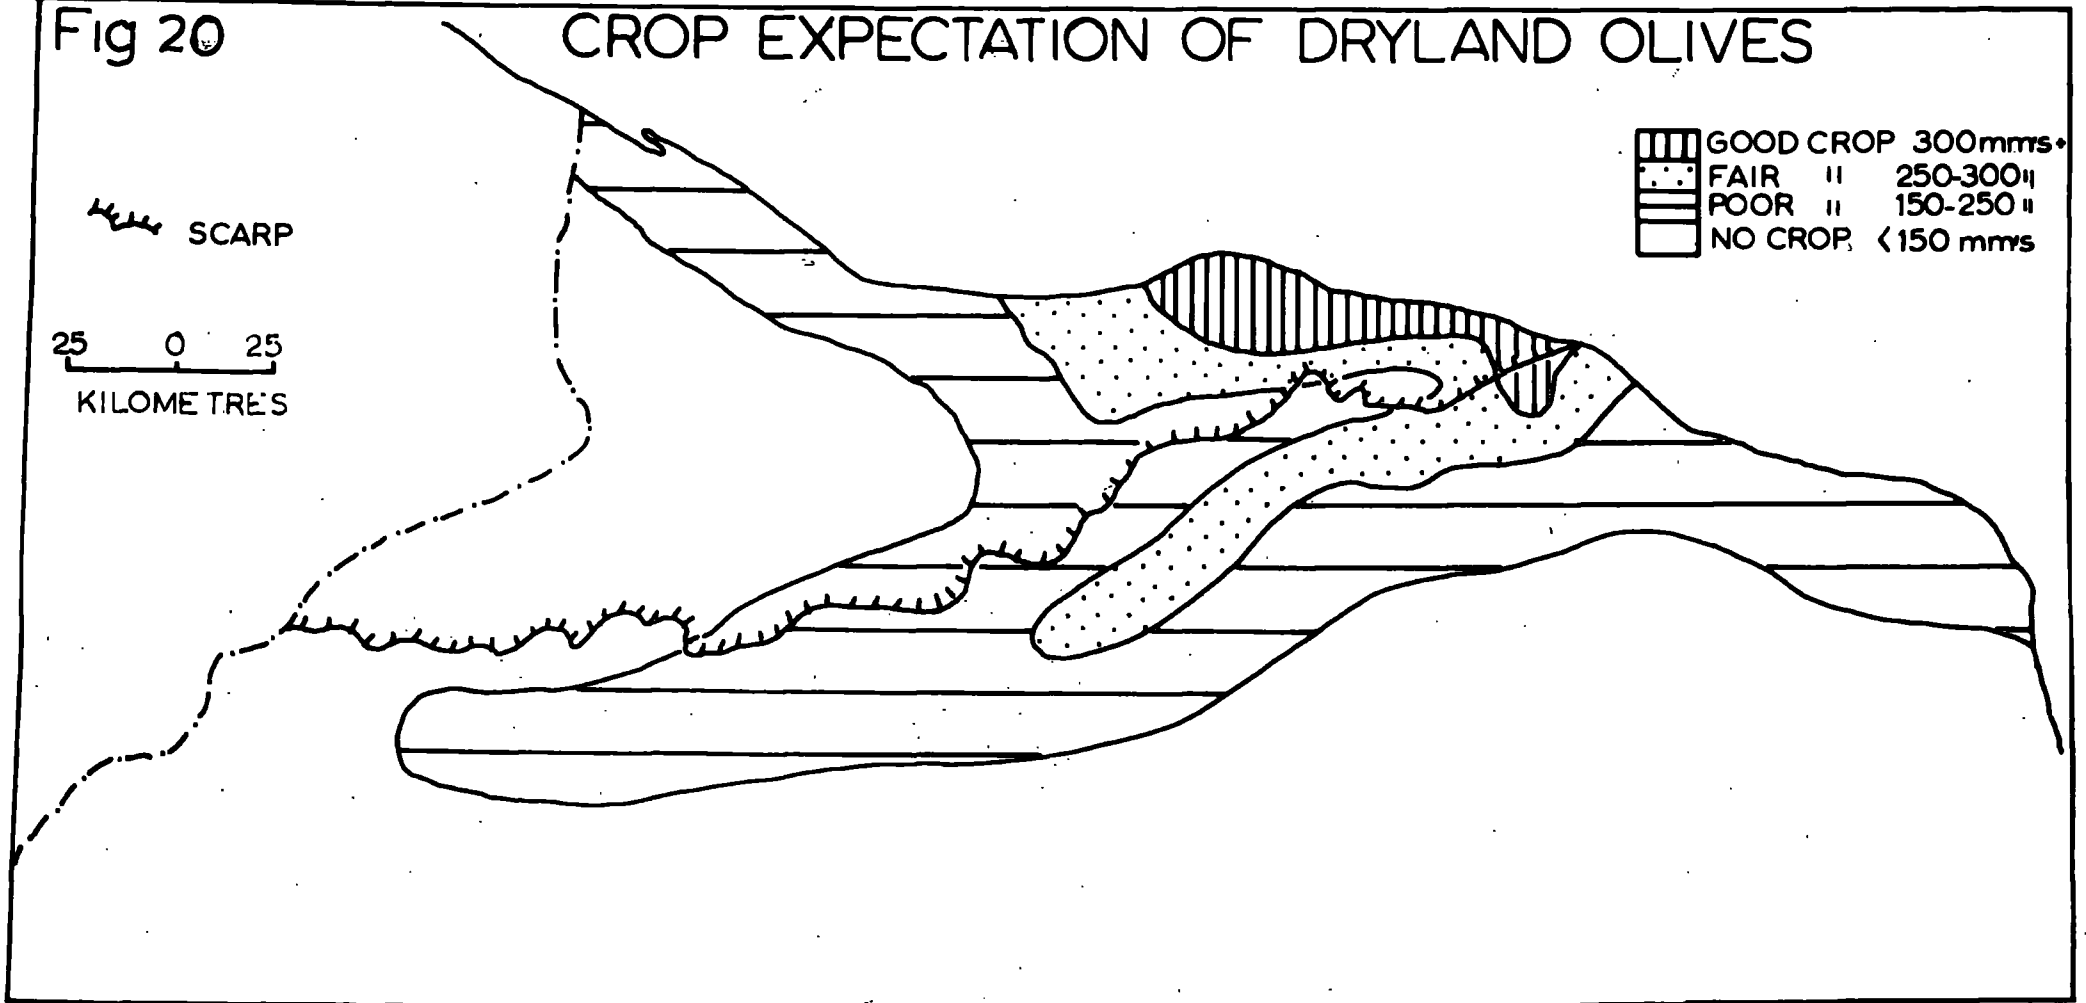 Fig 20
CROP EXPECTATION OF DRYLAND OLIVES
GOOD CROP 300mms+
FAIR " 250-300"
POOR " 150-250"
NO CROP <150 mms
SCARP
25 0 25
KILOMETRES